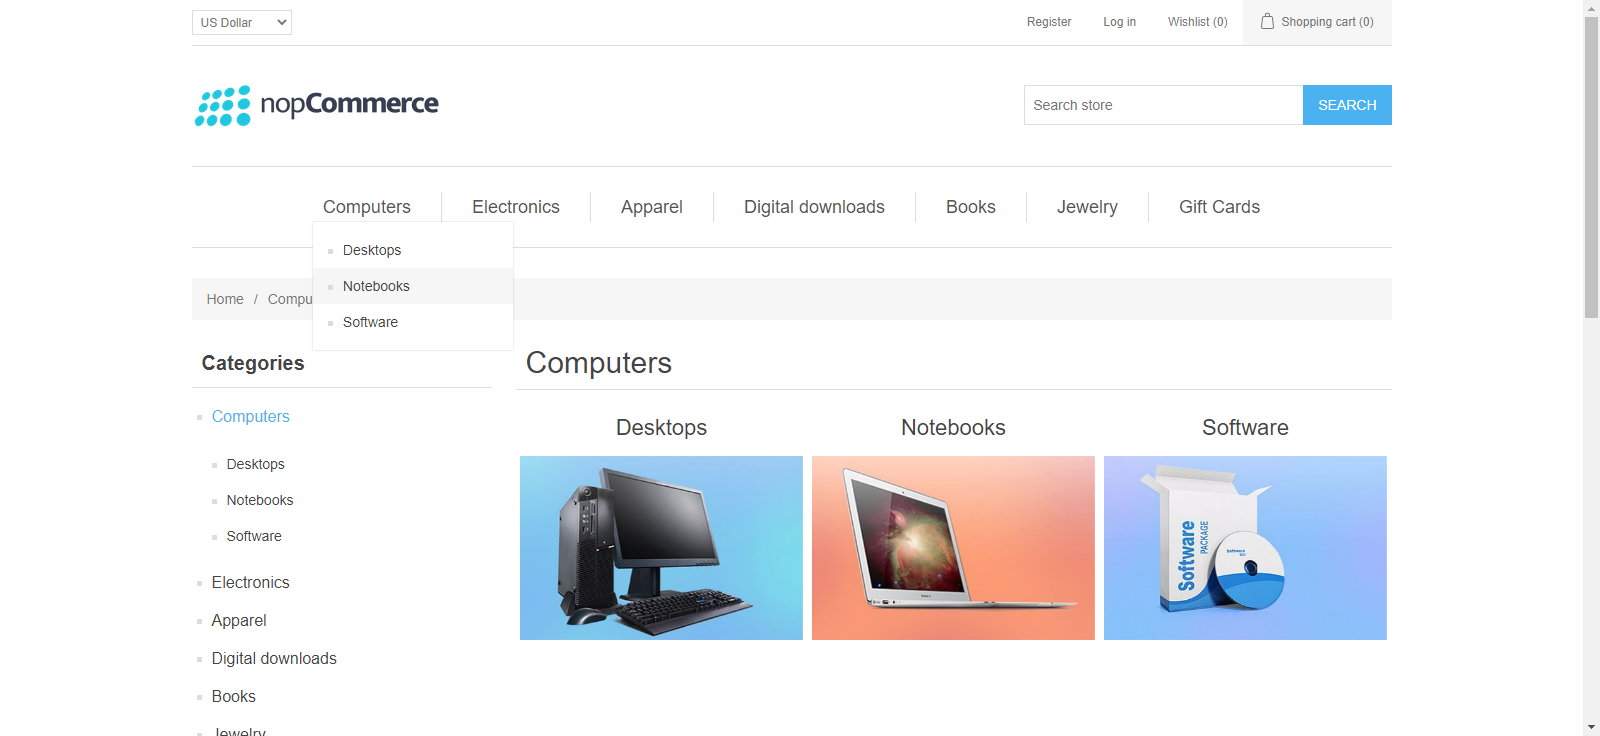 US Dollar
Register
Log in
Wishlist (0)
Shopping cart (0)
nopCommerce
Search store
SEARCH
Computers
Electronics
Apparel
Digital downloads
Books
Jewelry
Gift Cards
Desktops
Notebooks
Software
Home / Compu
Categories
Computers
Desktops
Notebooks
Software
Electronics
Apparel
Digital downloads
Books
Jewelry
Computers
Desktops
Notebooks
Software
Software
PACKAGE
Software